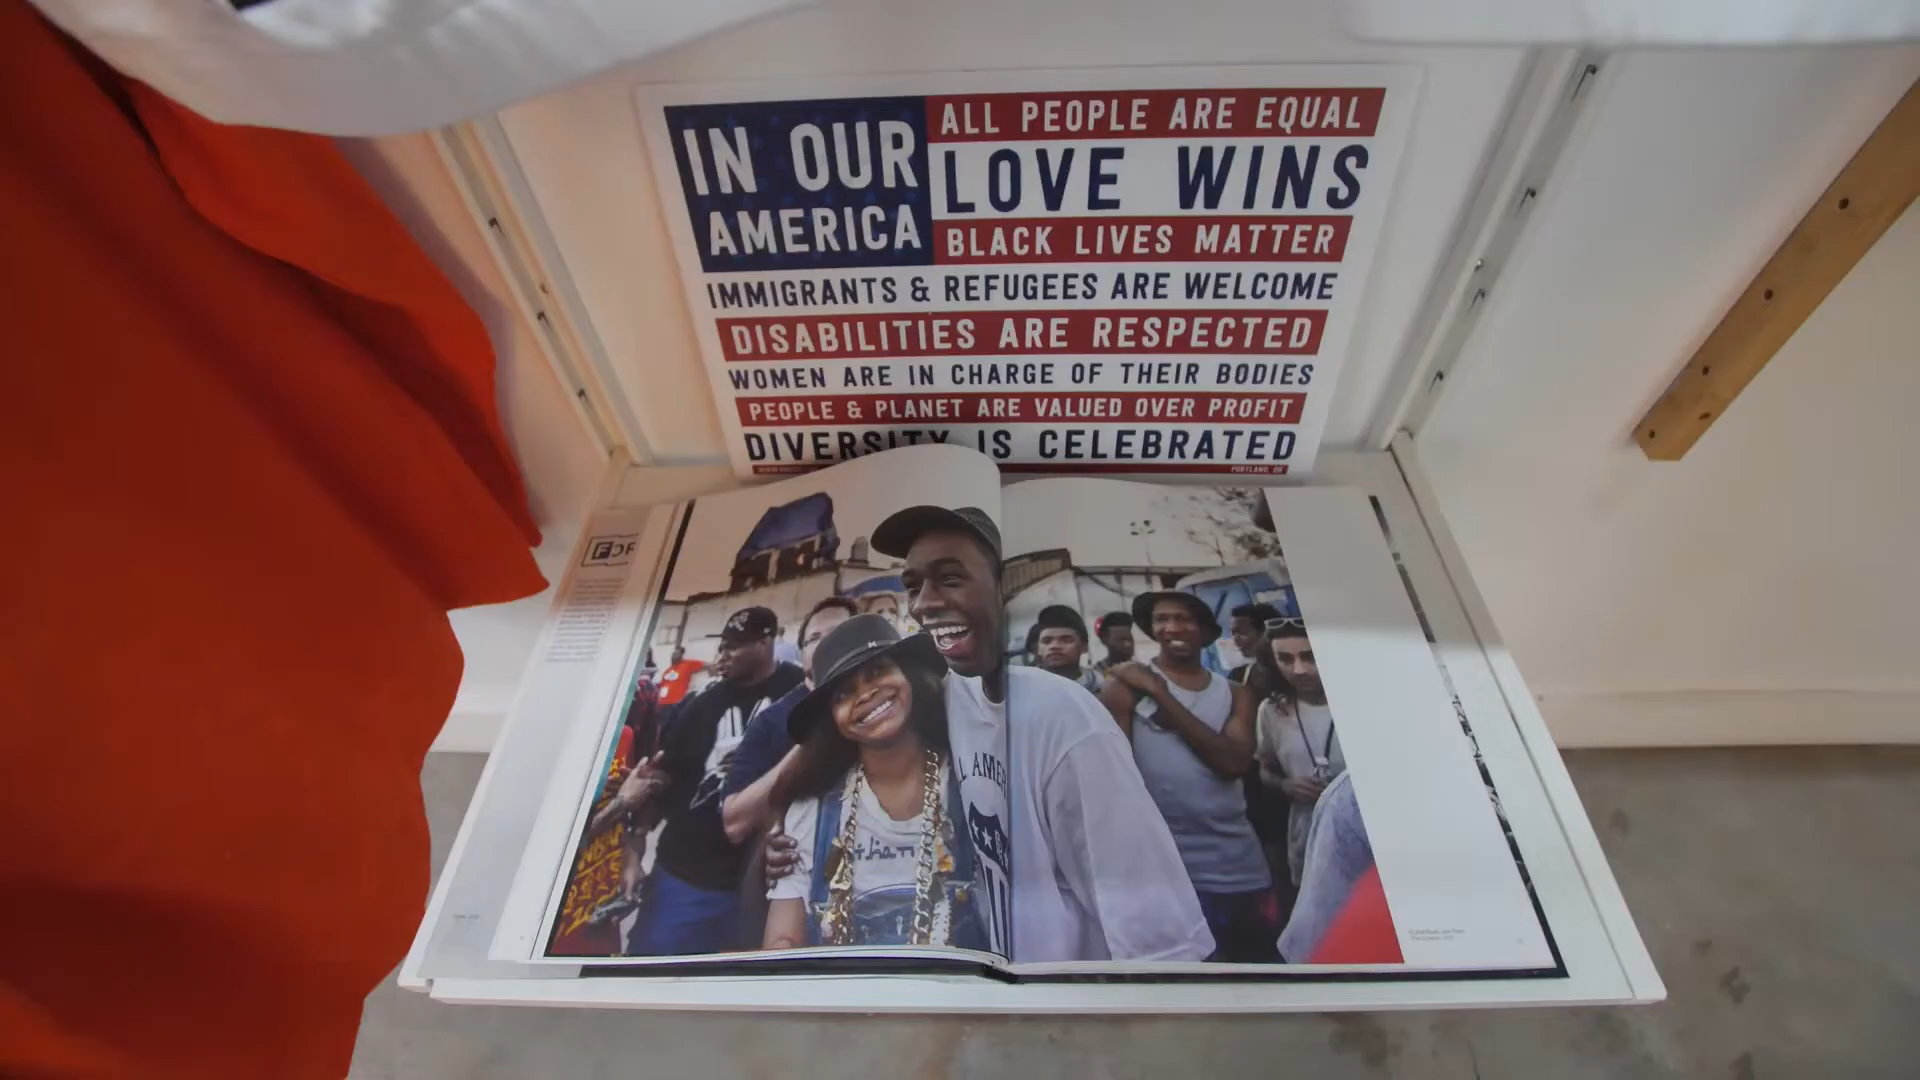 IN OUR
AMERICA
ALL PEOPLE ARE EQUAL
LOVE WINS
BLACK LIVES MATTER
IMMIGRANTS & REFUGEES ARE WELCOME
DISABILITIES ARE RESPECTED
WOMEN ARE IN CHARGE OF THEIR BODIES
PEOPLE & PLANET ARE VALUED OVER PROFIT
DIVERSITY IS CELEBRATED
PORTLAND, OR